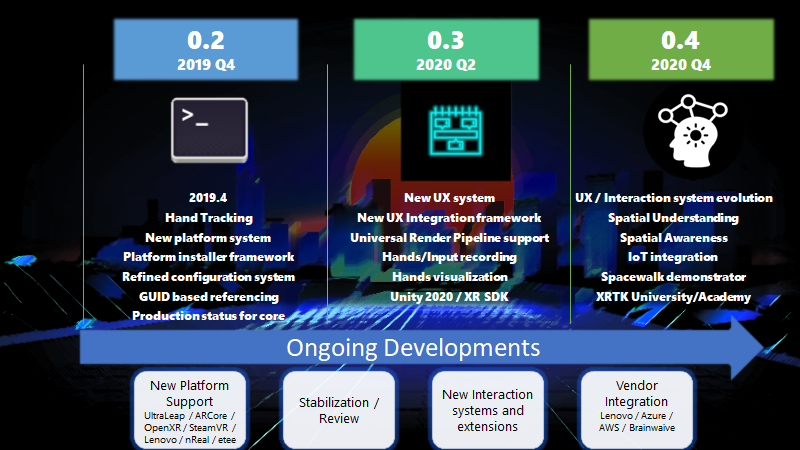 0.2
2019 Q4
0.3
2020 Q2
0.4
2020 Q4
>_
2019.4
Hand Tracking
New platform system
Platform installer framework
Refined configuration system
GUID based referencing
Production status for core
New UX system
New UX Integration framework
Universal Render Pipeline support
Hands/Input recording
Hands visualization
Unity 2020 / XR SDK
UX / Interaction system evolution
Spatial Understanding
Spatial Awareness
IoT integration
Spacewalk demonstrator
XRTK University/Academy
Ongoing Developments
New Platform
Support
UltraLeap / ARCore /
OpenXR / SteamVR /
Lenovo / nReal / etee
Stabilization /
Review
New Interaction
systems and
extensions
Vendor
Integration
Lenovo / Azure /
AWS / Brainwaive